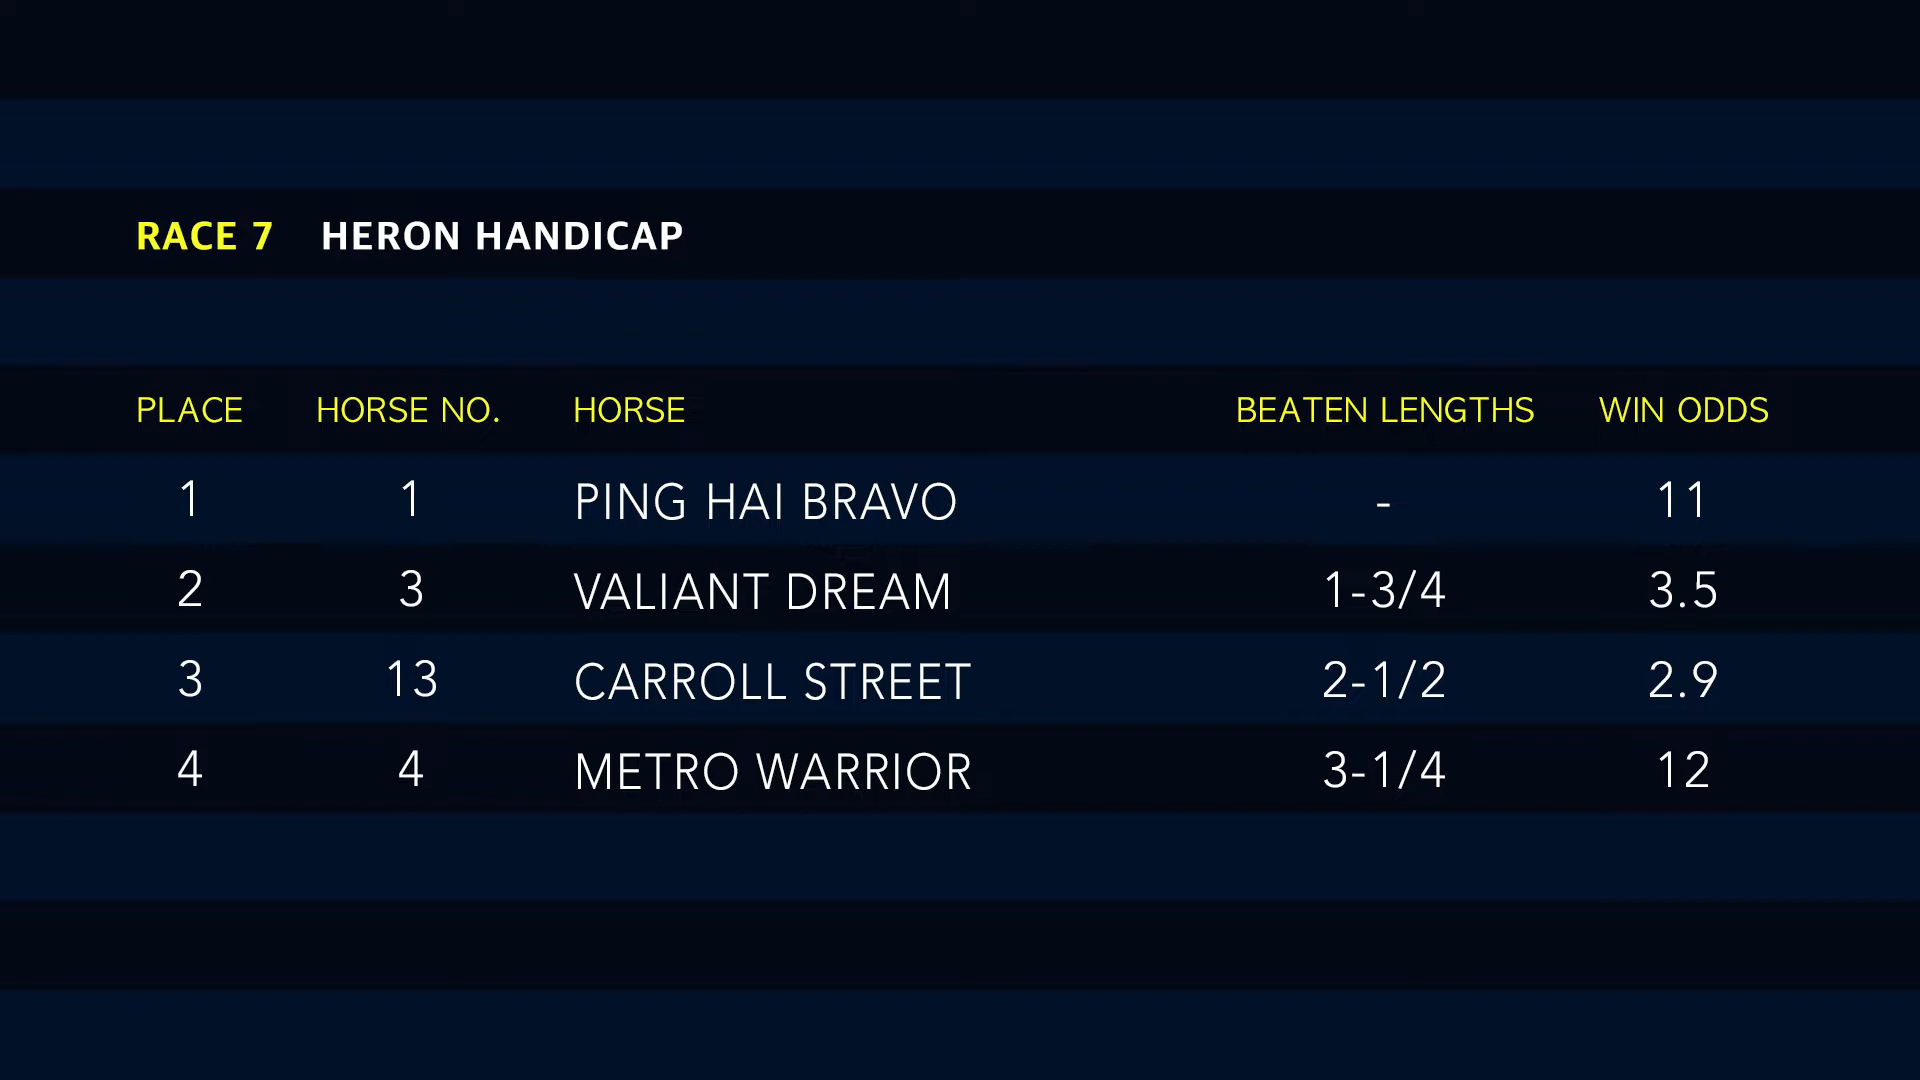 RACE 7 HERON HANDICAP
PLACE HORSE NO. HORSE BEATEN LENGTHS WIN ODDS
1 1 PING HAI BRAVO - 11
2 3 VALIANT DREAM 1-3/4 3.5
3 13 CARROLL STREET 2-1/2 2.9
4 4 METRO WARRIOR 3-1/4 12